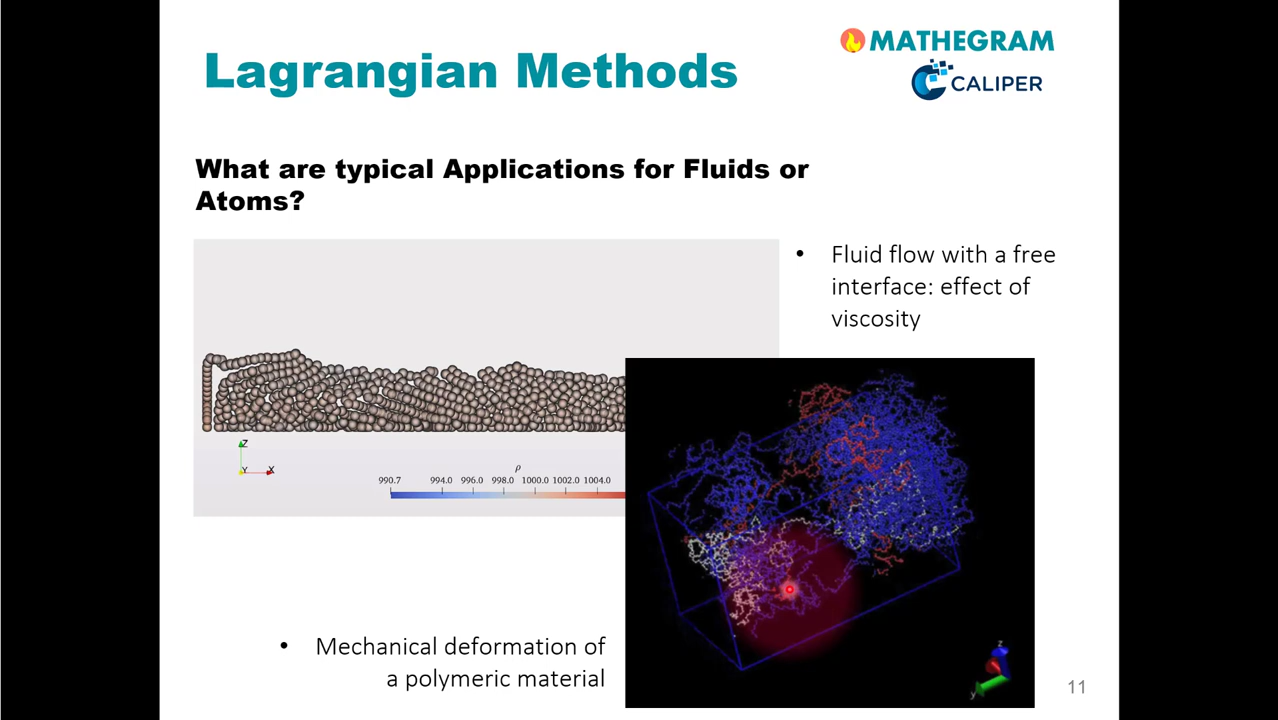 MATHEGRAM
CALIPER
Lagrangian Methods
What are typical Applications for Fluids or
Atoms?
• Fluid flow with a free
interface: effect of
viscosity
Z
Y X
ρ
990.7 994.0 996.0 998.0 1000.0 1002.0 1004.0
z
y
• Mechanical deformation of
a polymeric material
11